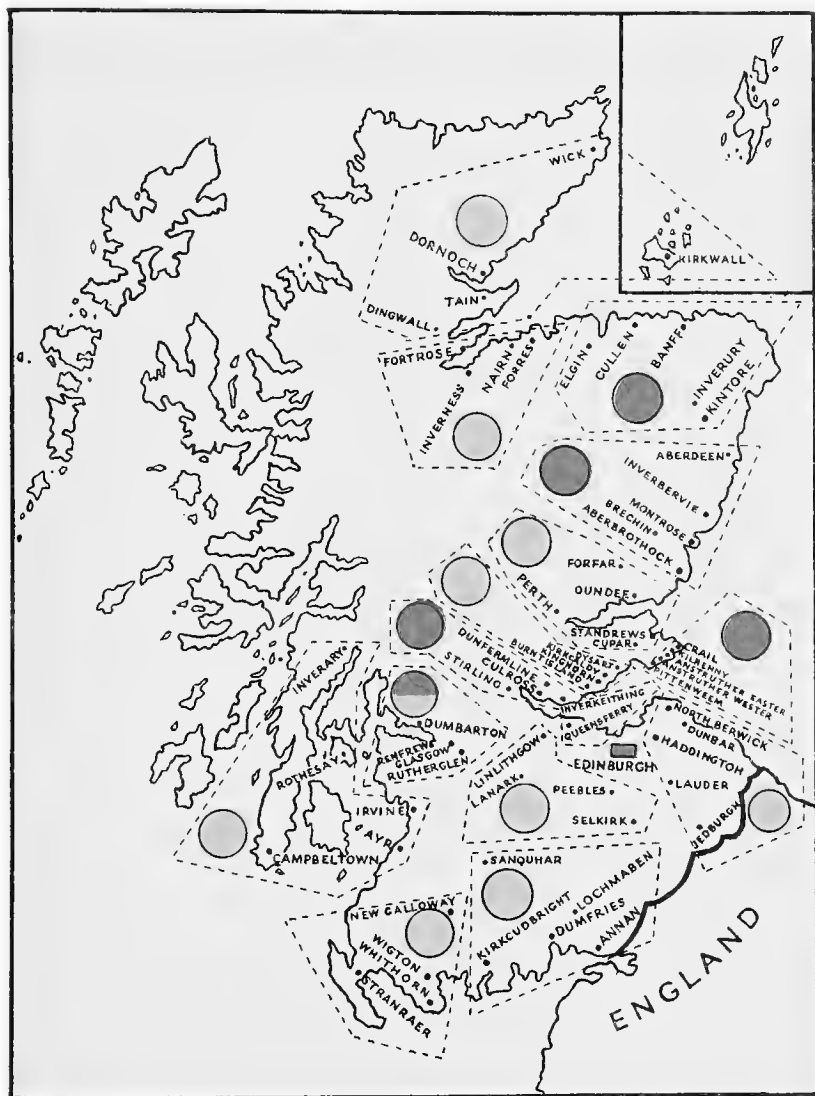 WICK
DORNOCH
TAIN
DINGWALL
KIRKWALL
FORTROSE
INVERNESS
NAIRN
FORRES
ELGIN
CULLEN
BANFF
INVERURY
KINTORE
ABERDEEN
INVERBERVIE
MONTROSE
BRECHIN
ABERBROTHOCK
FORFAR
PERTH
DUNDEE
ST ANDREWS
CUPAR
CRAIL
KILRENNY
ANSTRUTHER EASTER
ANSTRUTHER WESTER
PITTENWEEM
DYSART
KIRKCALDY
KINGHORN
BURNTISLAND
DUNFERMLINE
CULROSS
STIRLING
INVERKEITHING
QUEENSFERRY
INVERARY
DUMBARTON
RENFREW
GLASGOW
RUTHERGLEN
ROTHESAY
LINLITHGOW
LANARK
PEEBLES
SELKIRK
EDINBURGH
NORTH BERWICK
DUNBAR
HADDINGTON
LAUDER
JEDBURGH
IRVINE
AYR
CAMPBELTOWN
SANQUHAR
LOCHMABEN
KIRKCUDBRIGHT
DUMFRIES
ANNAN
NEW GALLOWAY
WIGTON
WHITHORN
STRANRAER
ENGLAND